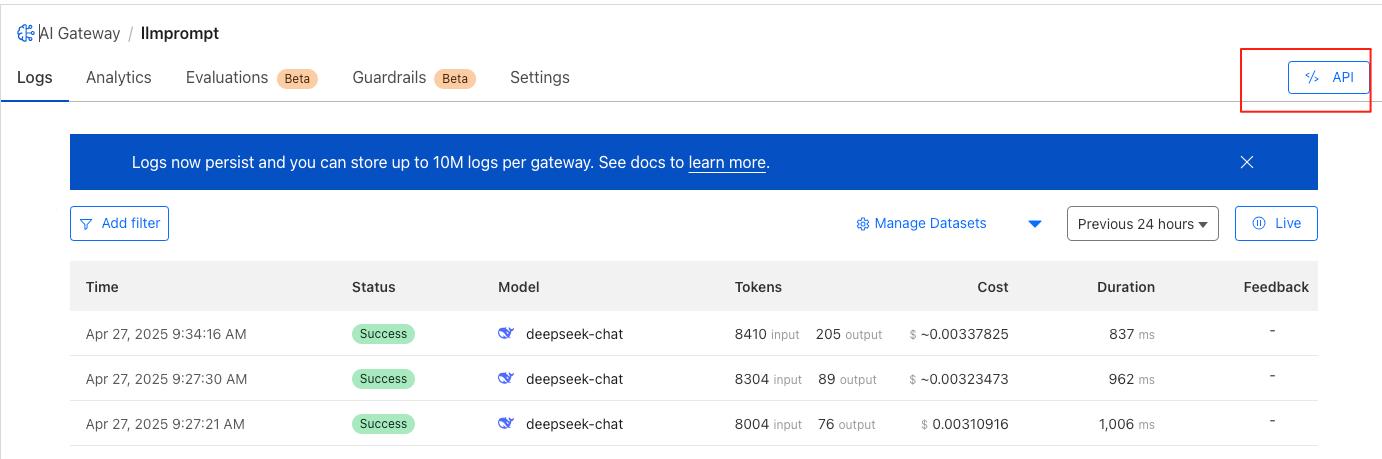 AI Gateway / llmprompt
Logs Analytics Evaluations Beta Guardrails Beta Settings </> API
Logs now persist and you can store up to 10M logs per gateway. See docs to learn more.
Add filter Manage Datasets Previous 24 hours Live
Time Status Model Tokens Cost Duration Feedback
Apr 27, 2025 9:34:16 AM Success deepseek-chat 8410 input 205 output $ ~0.00337825 837 ms -
Apr 27, 2025 9:27:30 AM Success deepseek-chat 8304 input 89 output $ ~0.00323473 962 ms -
Apr 27, 2025 9:27:21 AM Success deepseek-chat 8004 input 76 output $ 0.00310916 1,006 ms -